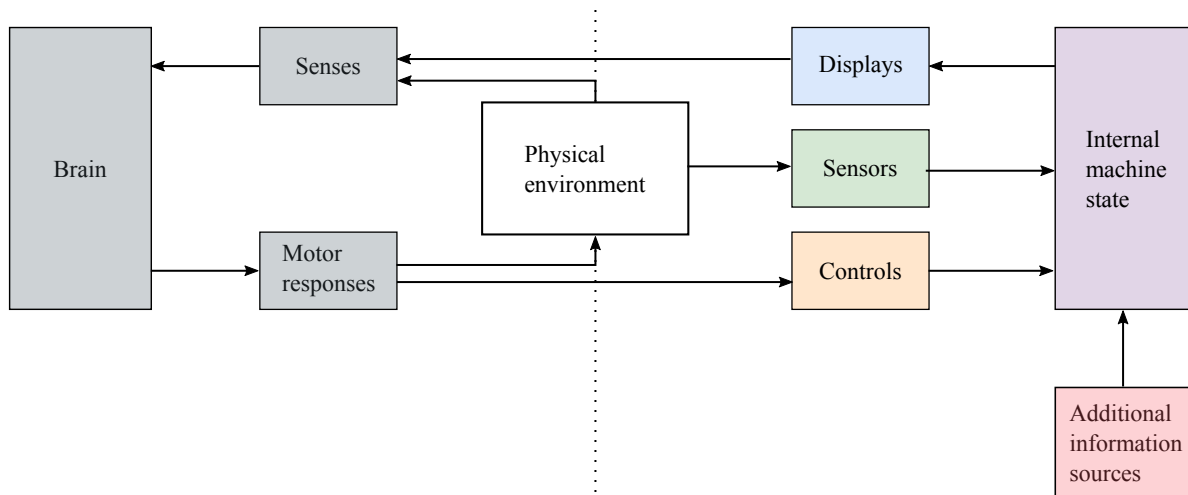 Brain
Senses
Motor
responses
Physical
environment
Displays
Sensors
Controls
Internal
machine
state
Additional
information
sources